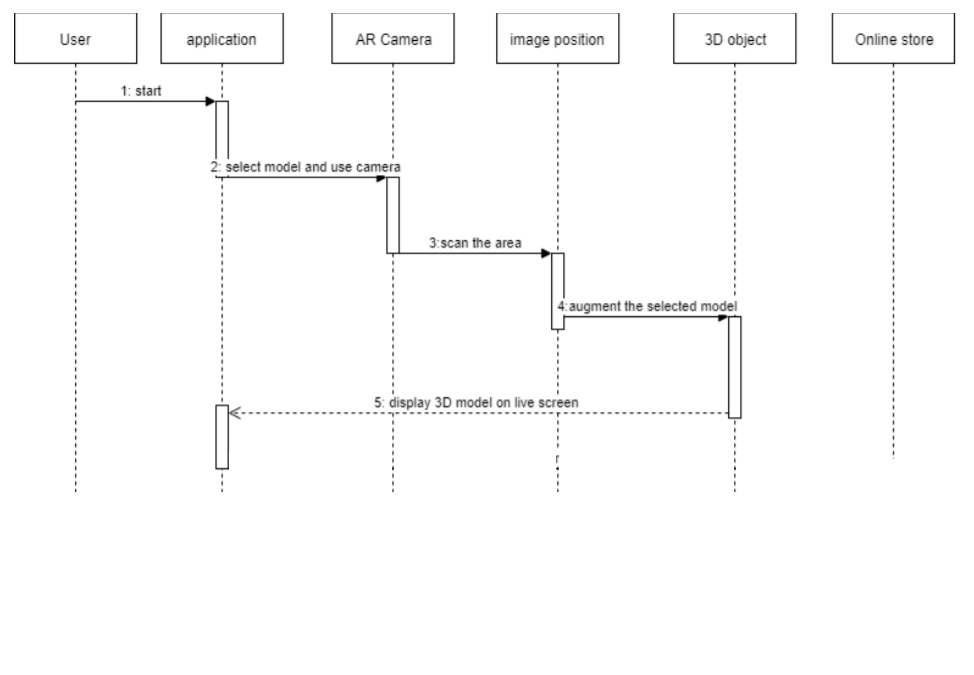 User
application
AR Camera
image position
3D object
Online store
1: start
2: select model and use camera
3:scan the area
4:augment the selected model
5: display 3D model on live screen